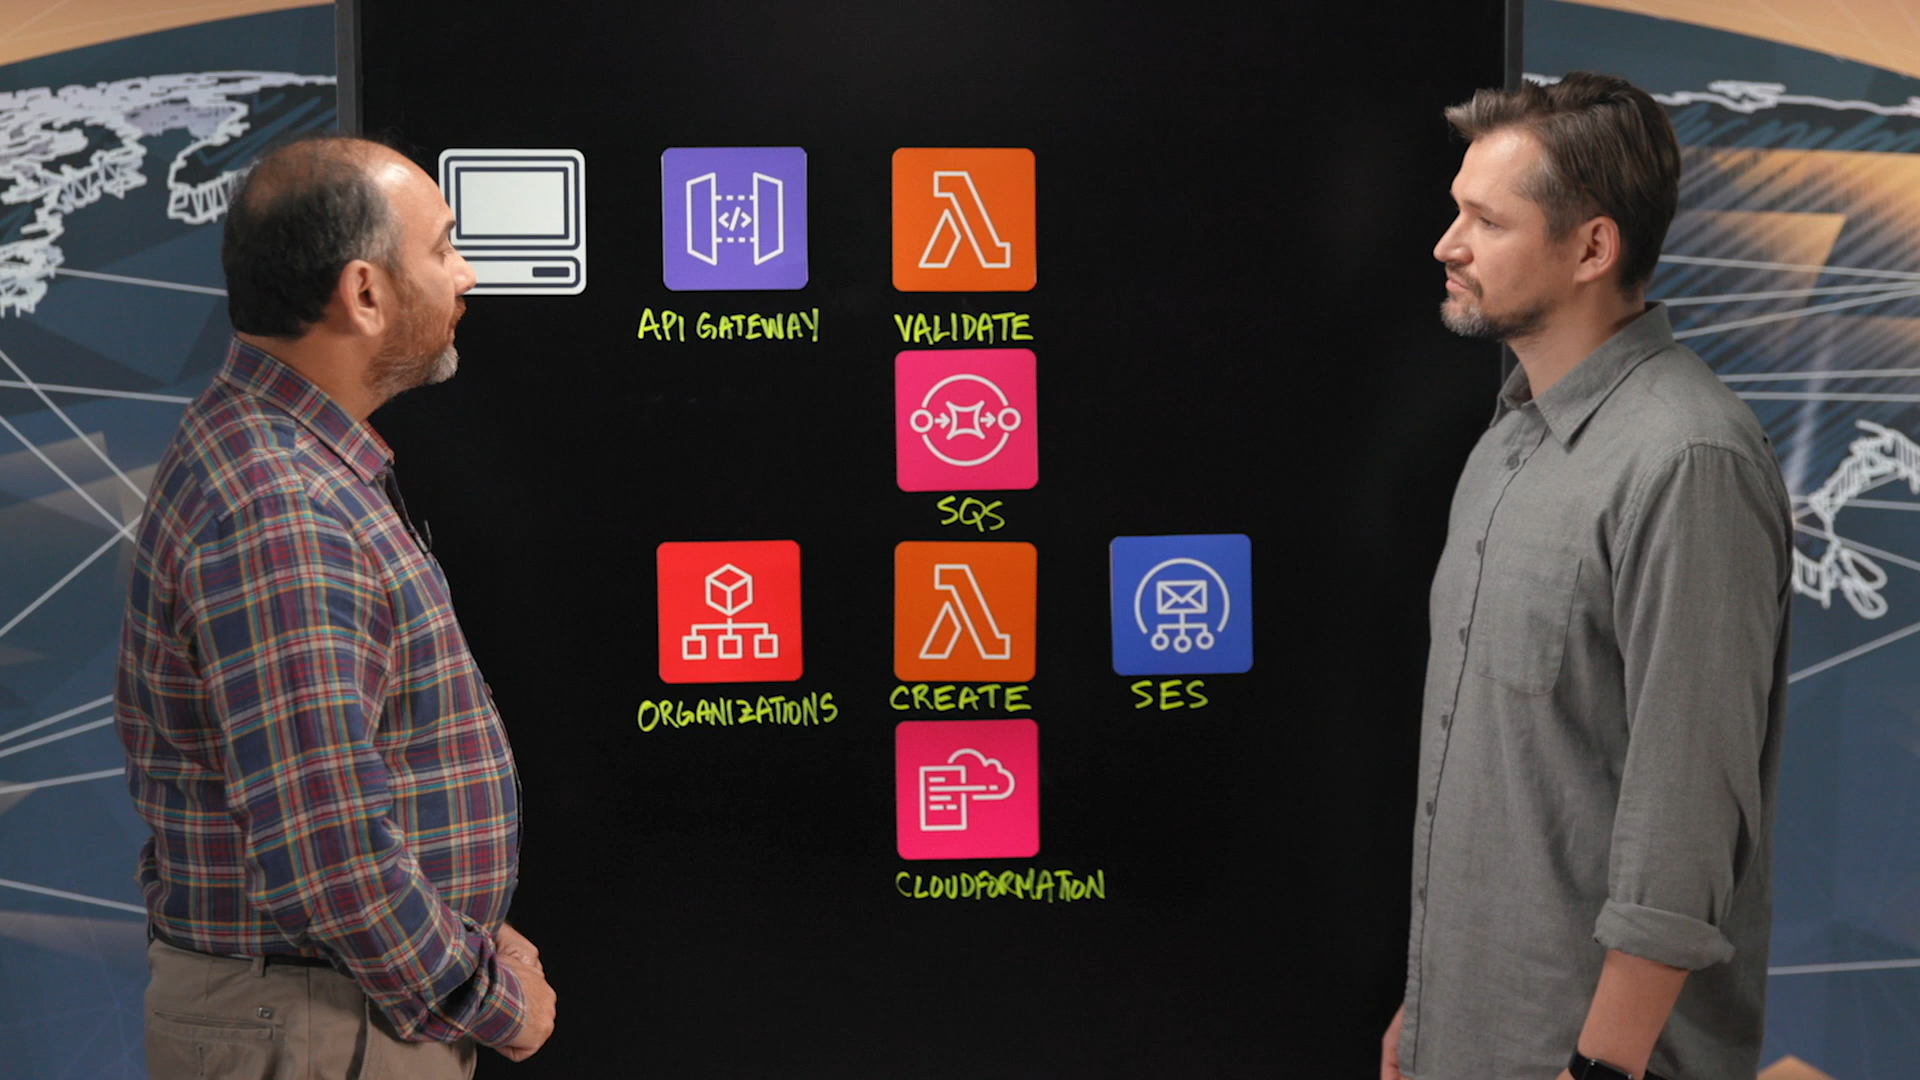 API GATEWAY
VALIDATE
</>
SQS
ORGANIZATIONS
CREATE
SES
CLOUDFORMATION